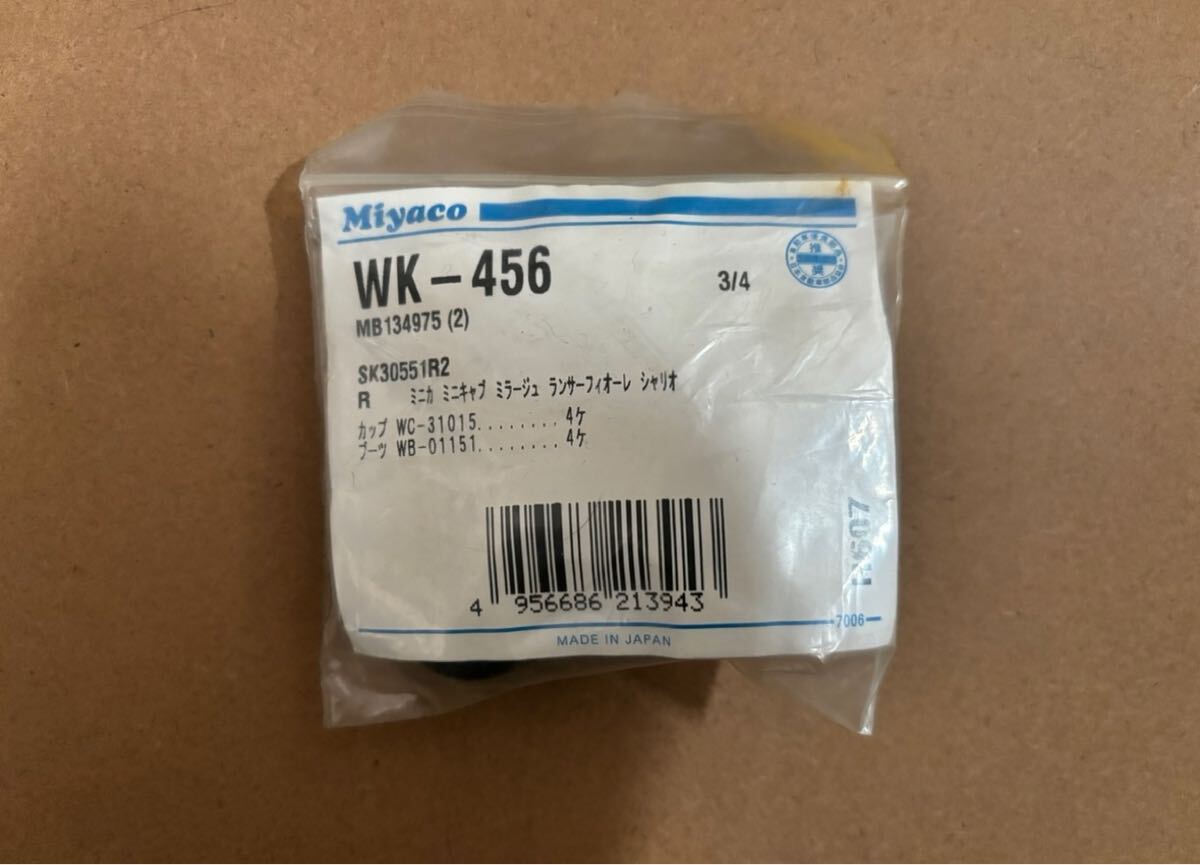 Miyaco
WK-456
3/4
推奨
MB134975 (2)
SK30551R2
R ミニカ ミニキャブ ミラージュ ランサーフィオーレ シャリオ
カップ WC-31015........ 4ケ
ブーツ WB-01151........ 4ケ
4 956686 213943
7006
MADE IN JAPAN